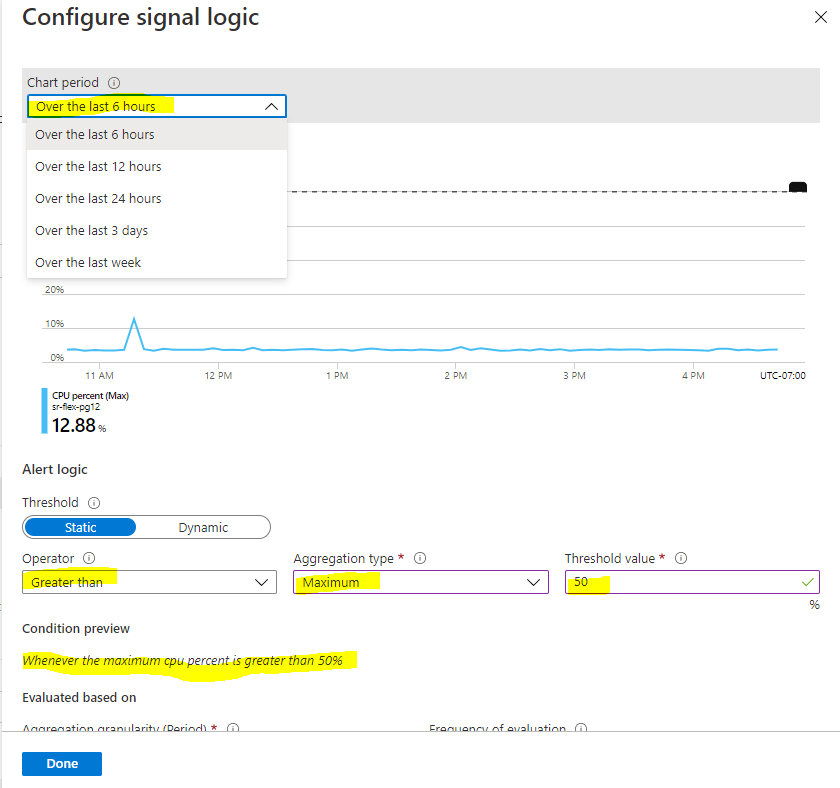 Configure signal logic
Chart period
Over the last 6 hours
Over the last 6 hours
Over the last 12 hours
Over the last 24 hours
Over the last 3 days
Over the last week
20%
10%
0%
11 AM 12 PM 1 PM 2 PM 3 PM 4 PM UTC-07:00
CPU percent (Max)
sr-flex-pg12
12.88 %
Alert logic
Threshold
Static Dynamic
Operator Aggregation type * Threshold value *
Greater than Maximum 50
%
Condition preview
Whenever the maximum cpu percent is greater than 50%
Evaluated based on
Aggregation granularity (Period) * Frequency of evaluation
Done